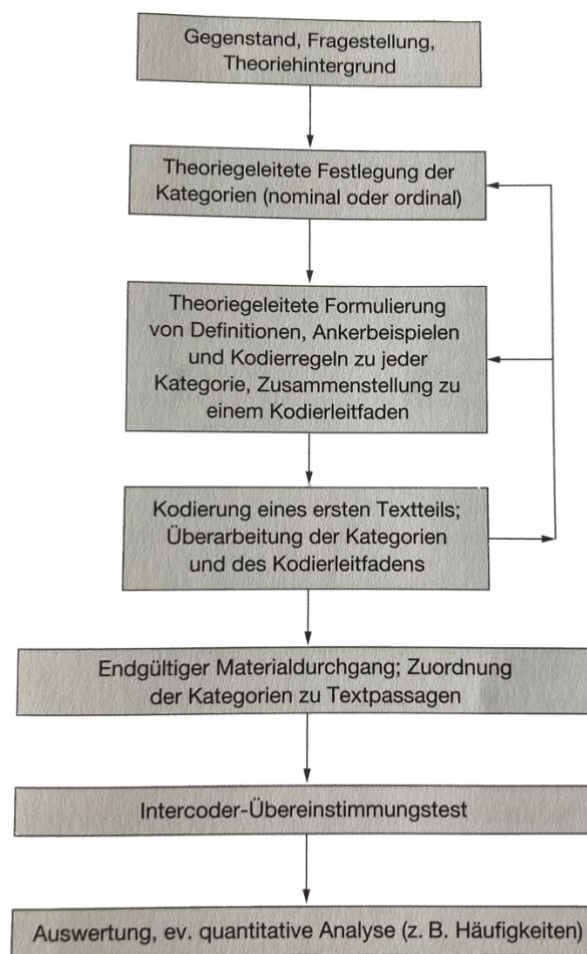 Gegenstand, Fragestellung,
Theoriehintergrund
Theoriegeleitete Festlegung der
Kategorien (nominal oder ordinal)
Theoriegeleitete Formulierung
von Definitionen, Ankerbeispielen
und Kodierregeln zu jeder
Kategorie, Zusammenstellung zu
einem Kodierleitfaden
Kodierung eines ersten Textteils;
Überarbeitung der Kategorien
und des Kodierleitfadens
Endgültiger Materialdurchgang; Zuordnung
der Kategorien zu Textpassagen
Intercoder-Übereinstimmungstest
Auswertung, ev. quantitative Analyse (z. B. Häufigkeiten)